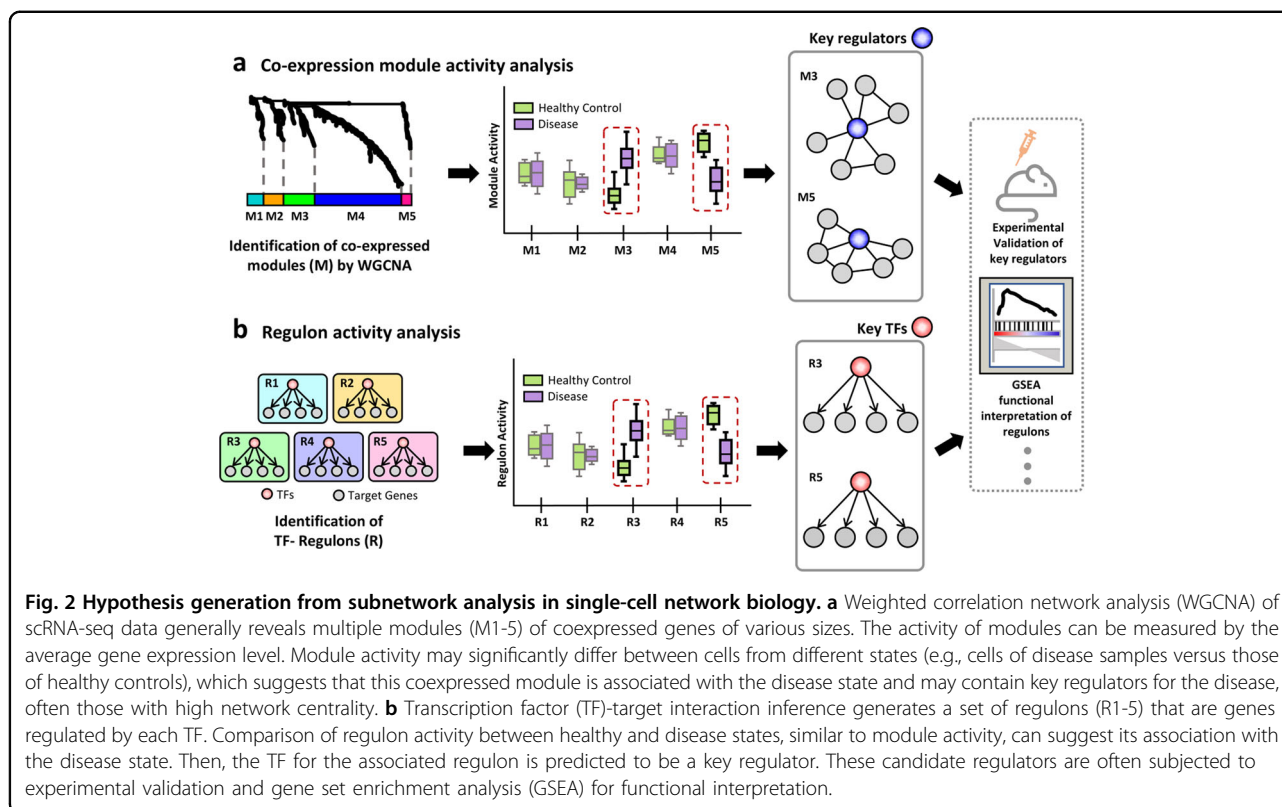 a Co-expression module activity analysis
M1 M2 M3 M4 M5
Identification of co-expressed
modules (M) by WGCNA
Module Activity
Healthy Control
Disease
M1 M2 M3 M4 M5
Key regulators
M3
M5
b Regulon activity analysis
R1 R2
R3 R4 R5
TFs Target Genes
Identification of
TF- Regulons (R)
Regulon Activity
Healthy Control
Disease
R1 R2 R3 R4 R5
Key TFs
R3
R5
Experimental
Validation of
key regulators
GSEA
functional
interpretation of
regulons
Fig. 2 Hypothesis generation from subnetwork analysis in single-cell network biology. a Weighted correlation network analysis (WGCNA) of
scRNA-seq data generally reveals multiple modules (M1-5) of coexpressed genes of various sizes. The activity of modules can be measured by the
average gene expression level. Module activity may significantly differ between cells from different states (e.g., cells of disease samples versus those
of healthy controls), which suggests that this coexpressed module is associated with the disease state and may contain key regulators for the disease,
often those with high network centrality. b Transcription factor (TF)-target interaction inference generates a set of regulons (R1-5) that are genes
regulated by each TF. Comparison of regulon activity between healthy and disease states, similar to module activity, can suggest its association with
the disease state. Then, the TF for the associated regulon is predicted to be a key regulator. These candidate regulators are often subjected to
experimental validation and gene set enrichment analysis (GSEA) for functional interpretation.